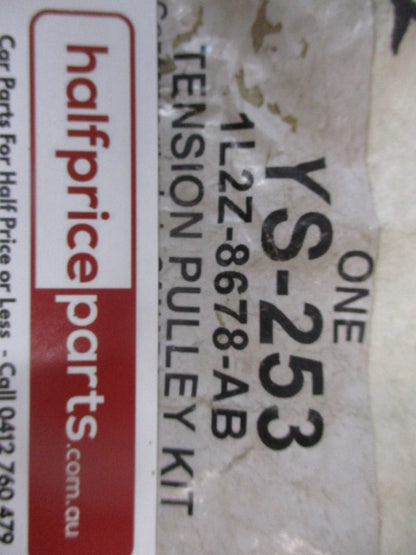 ONE
YS-253
1L2Z-8678-AB
TENSION PULLEY KIT
halfpriceparts.com.au
Car Parts For Half Price or Less - Call 0412 760 479